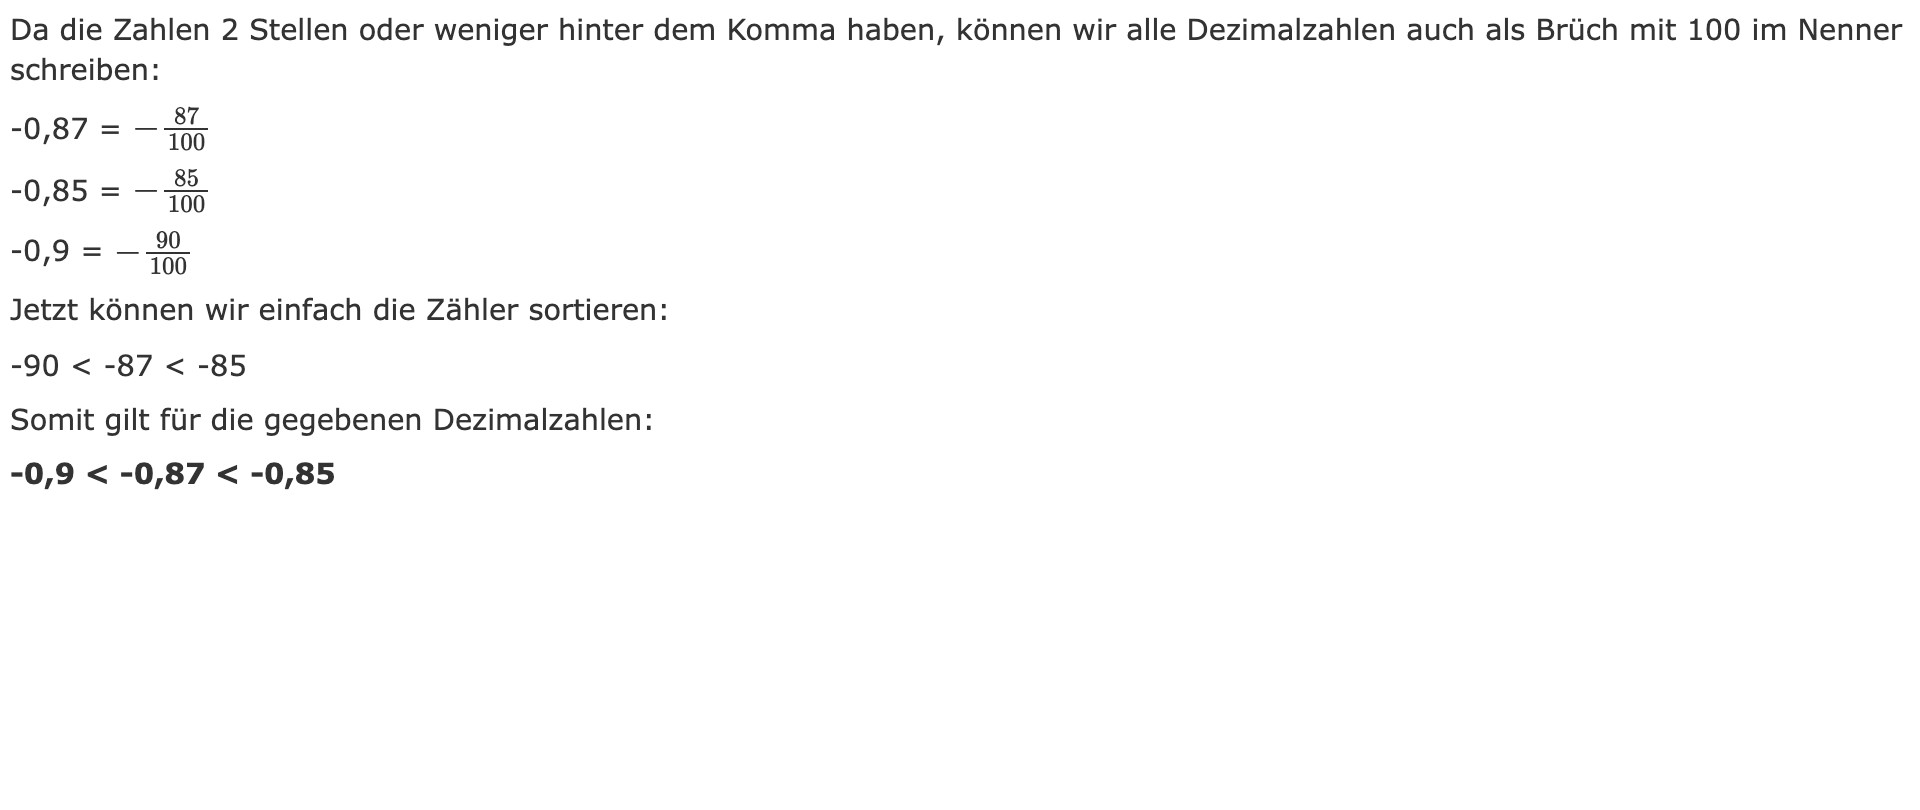 Da die Zahlen 2 Stellen oder weniger hinter dem Komma haben, können wir alle Dezimalzahlen auch als Brüch mit 100 im Nenner
schreiben:
-0,87 = $-\frac{87}{100}$
-0,85 = $-\frac{85}{100}$
-0,9 = $-\frac{90}{100}$
Jetzt können wir einfach die Zähler sortieren:
-90 < -87 < -85
Somit gilt für die gegebenen Dezimalzahlen:
-0,9 < -0,87 < -0,85